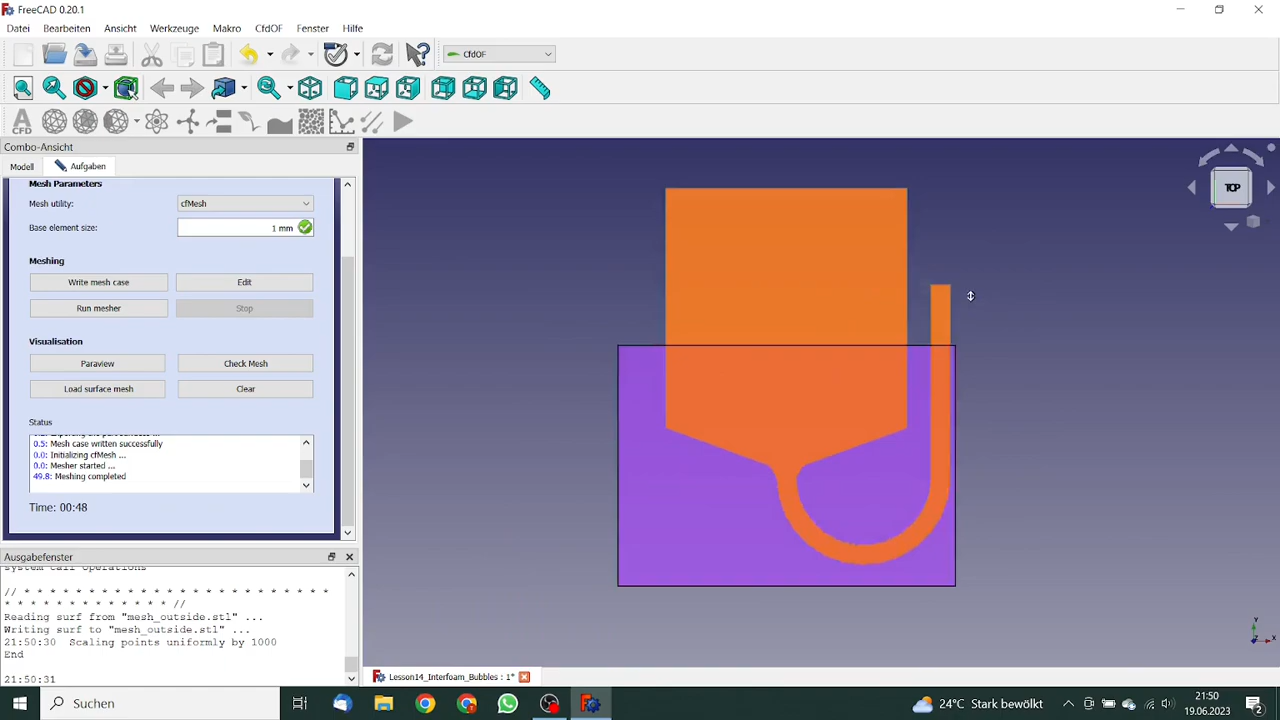 FreeCAD 0.20.1
Datei Bearbeiten Ansicht Werkzeuge Makro CfdOF Fenster Hilfe
CfdOF
A
CFD
Combo-Ansicht
Modell Aufgaben
Mesh Parameters
Mesh utility: cfMesh
Base element size: 1 mm
Meshing
Write mesh case Edit
Run mesher Stop
Visualisation
Paraview Check Mesh
Load surface mesh Clear
Status
0.5: Mesh case written successfully
0.0: Initializing cfMesh ...
0.0: Mesher started ...
49.8: Meshing completed
Time: 00:48
Ausgabefenster
system call operations
// * * * * * * * * * * * * * * * * * * * * * * *
* * * * * * * * * * * * * * //
Reading surf from "mesh_outside.stl" ...
Writing surf to "mesh_outside.stl" ...
21:50:30 Scaling points uniformly by 1000
End
21:50:31
TOP
Y
X
Lesson14_Interfoam_Bubbles : 1*
Suchen
24°C Stark bewölkt
21:50
19.06.2023
2